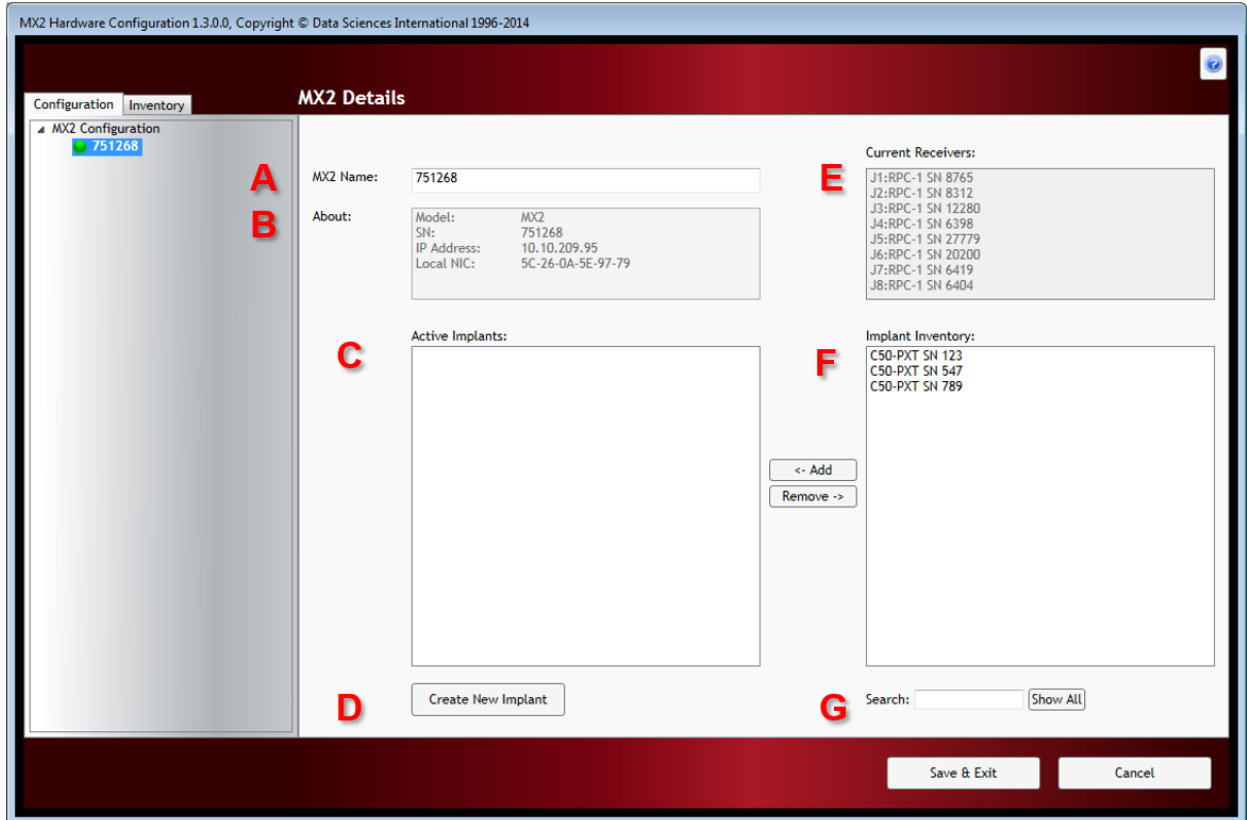 MX2 Hardware Configuration 1.3.0.0, Copyright © Data Sciences International 1996-2014
Configuration
Inventory
MX2 Details
MX2 Configuration
751268
A
MX2 Name:
751268
B
About:
Model: MX2
SN: 751268
IP Address: 10.10.209.95
Local NIC: 5C-26-0A-5E-97-79
E
Current Receivers:
J1:RPC-1 SN 8765
J2:RPC-1 SN 8312
J3:RPC-1 SN 12280
J4:RPC-1 SN 6398
J5:RPC-1 SN 27779
J6:RPC-1 SN 20200
J7:RPC-1 SN 6419
J8:RPC-1 SN 6404
C
Active Implants:
<- Add
Remove ->
F
Implant Inventory:
C50-PXT SN 123
C50-PXT SN 547
C50-PXT SN 789
D
Create New Implant
G
Search:
Show All
Save & Exit
Cancel